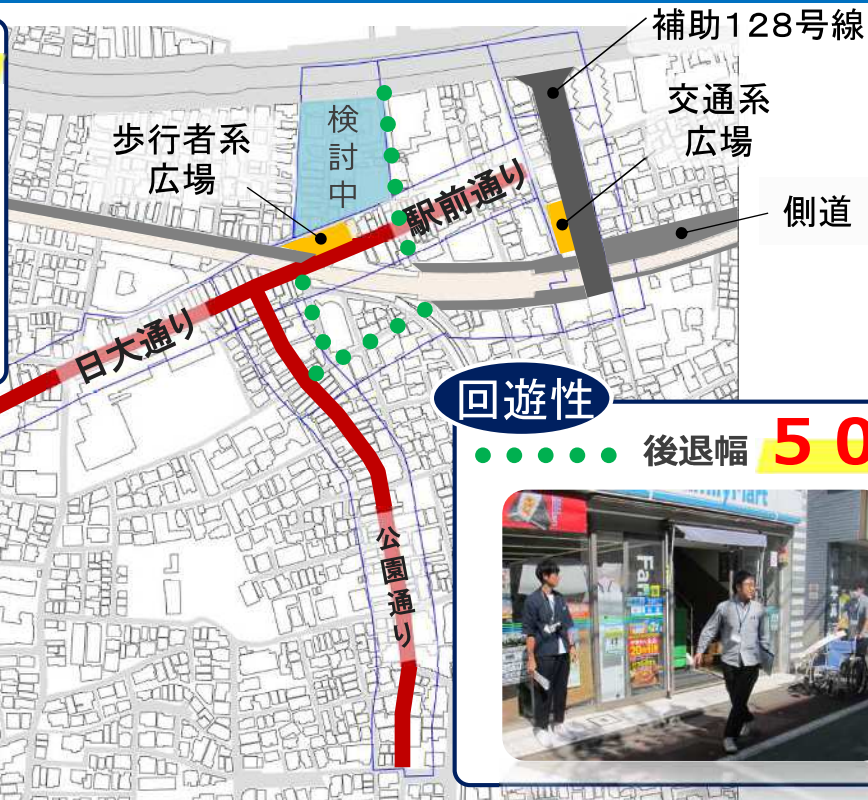 補助128号線
交通系
広場
歩行者系
広場
検討中
駅前通り
側道
日大通り
公園通り
回遊性
後退幅 50
FamilyMart
Fam